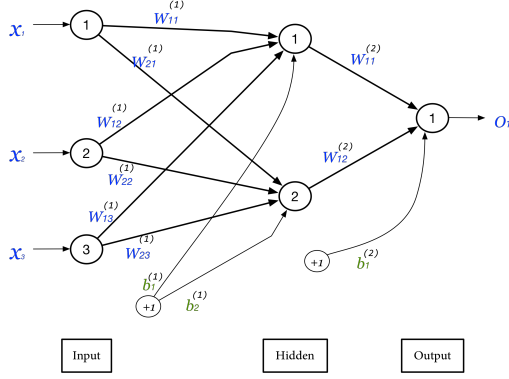 x₁ 1 W₁₁⁽¹⁾ 1 W₁₁⁽²⁾
W₂₁⁽¹⁾
W₁₂⁽¹⁾ 1 O₁
x₂ 2 W₂₂⁽¹⁾ W₁₂⁽²⁾
W₁₃⁽¹⁾ 2
x₃ 3 W₂₃⁽¹⁾
b₁⁽¹⁾ +1 b₁⁽²⁾
+1 b₂⁽¹⁾
Input Hidden Output